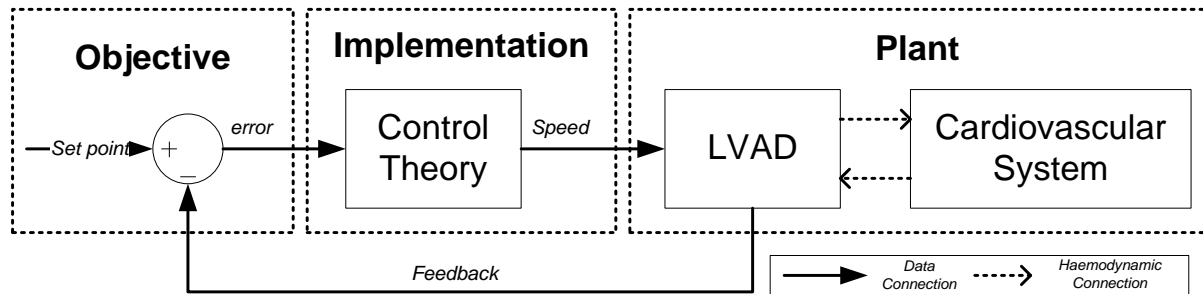 Objective
Implementation
Plant
Set point
+
−
error
Control
Theory
Speed
LVAD
Cardiovascular
System
Feedback
Data
Connection
Haemodynamic
Connection